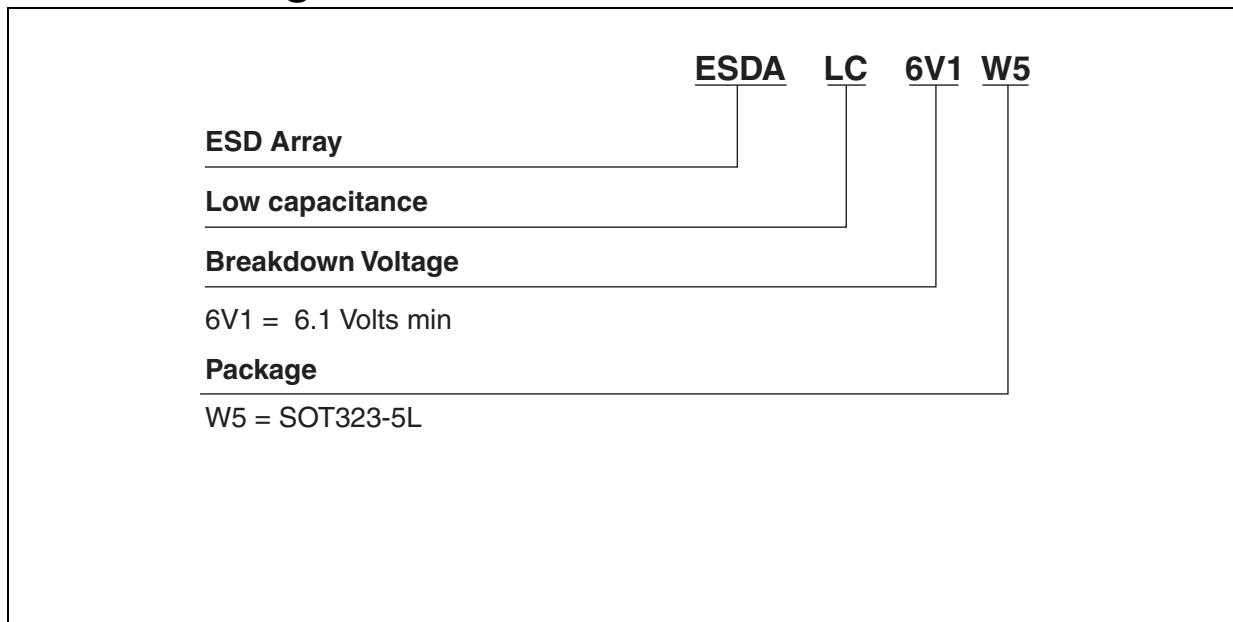 ESDA LC 6V1 W5
ESD Array
Low capacitance
Breakdown Voltage
6V1 = 6.1 Volts min
Package
W5 = SOT323-5L